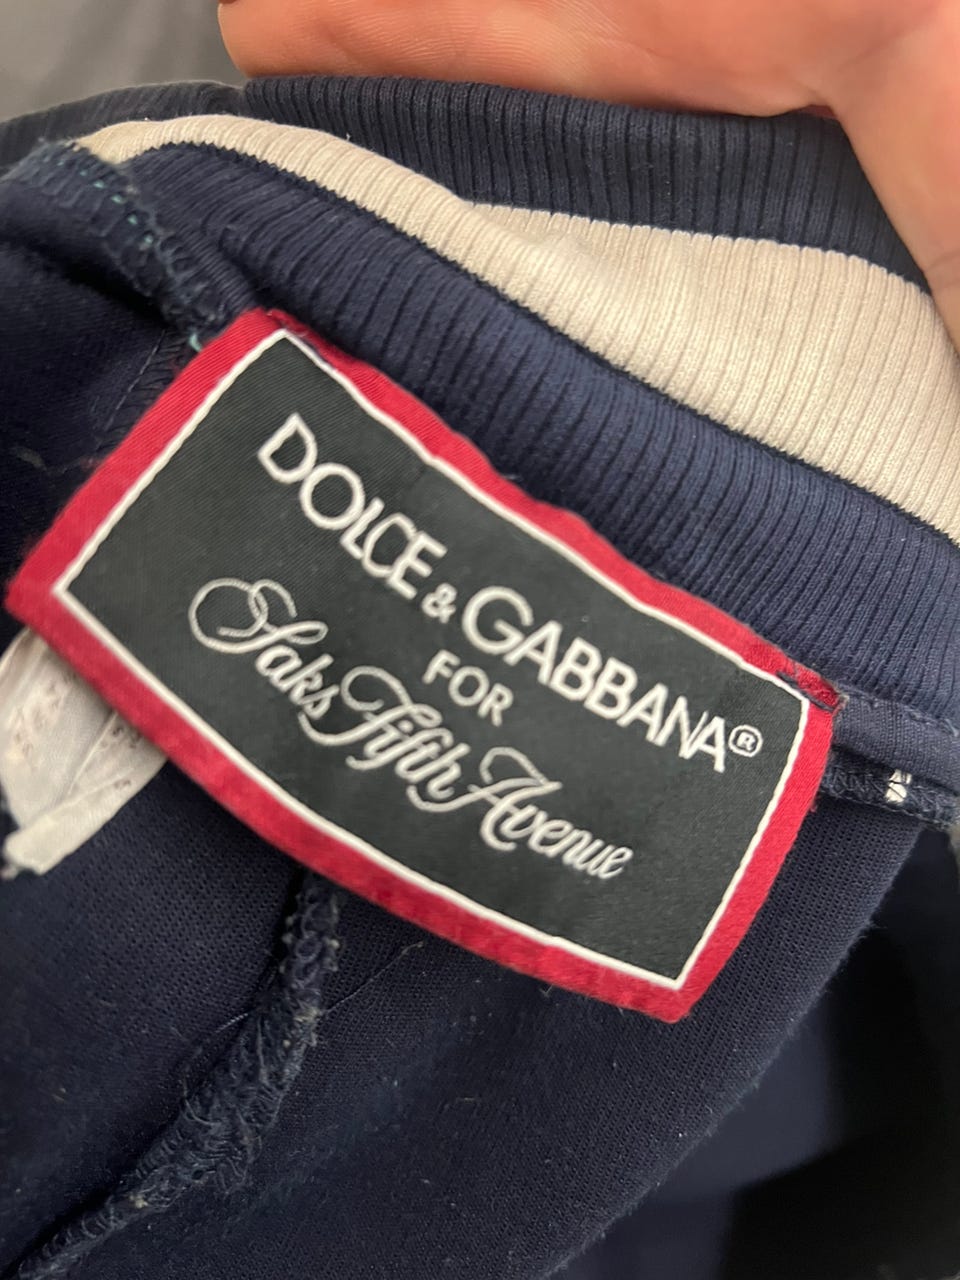 DOLCE & GABBANA®
FOR
Saks Fifth Avenue